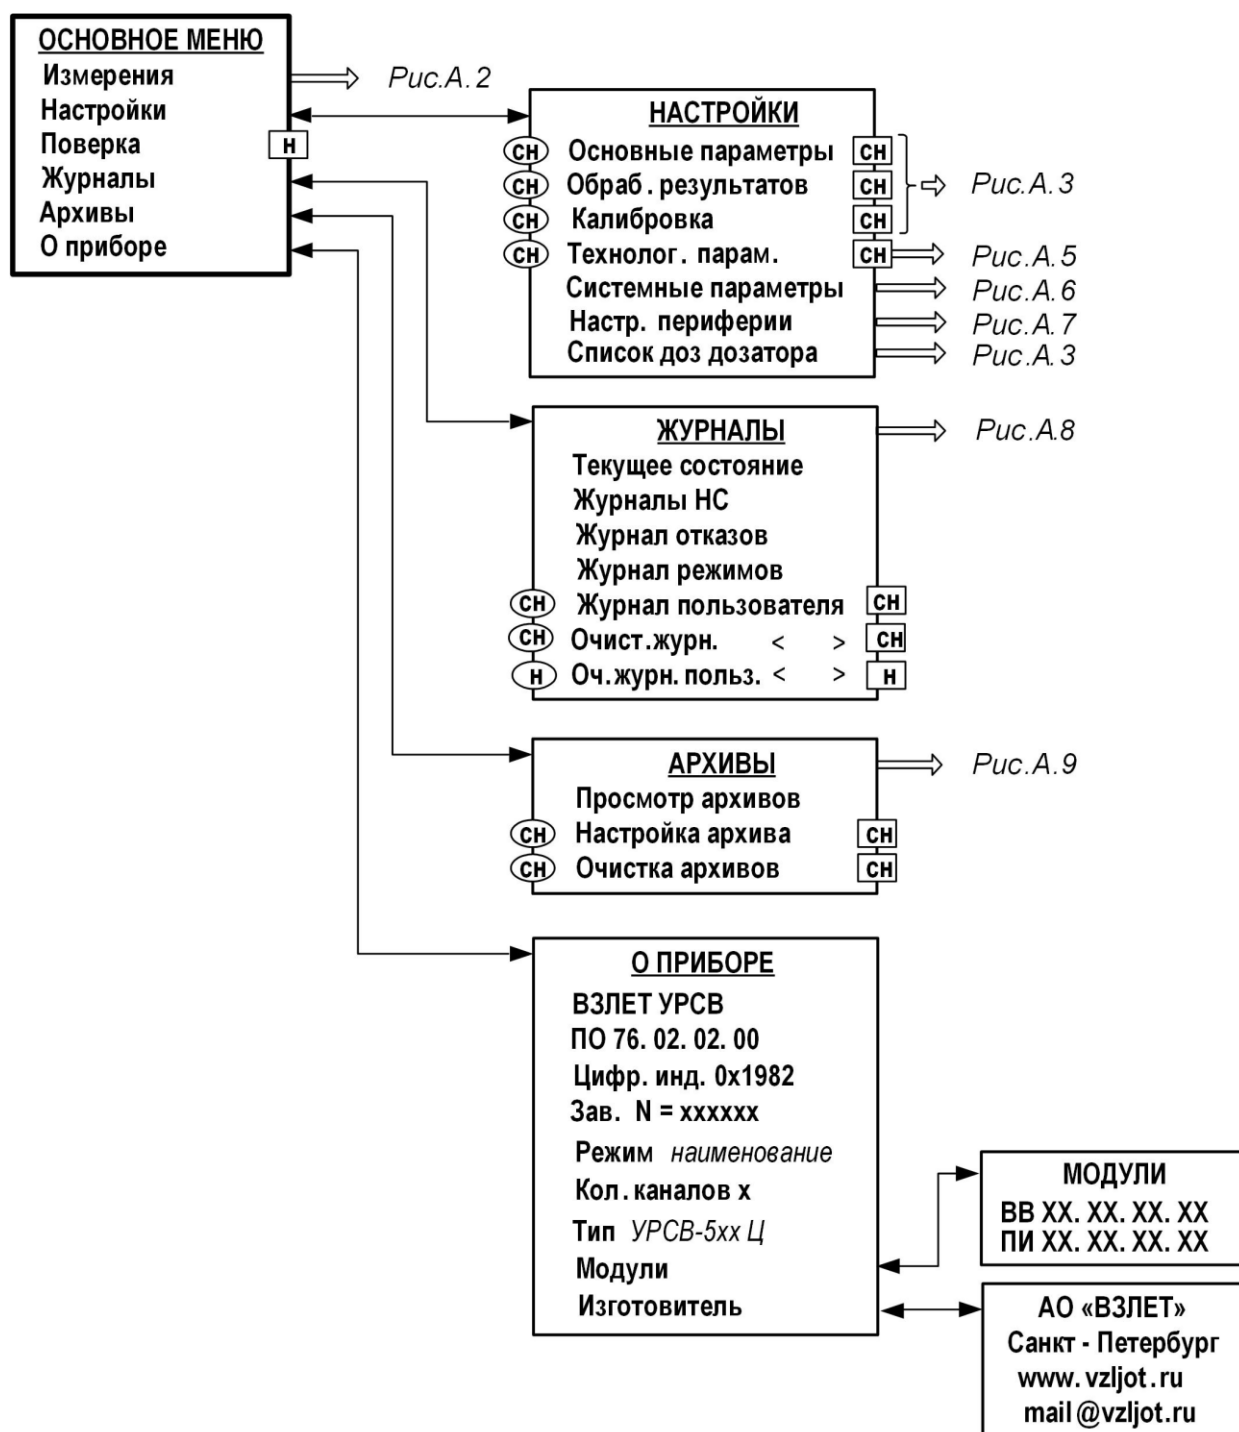 ОСНОВНОЕ МЕНЮ
Измерения
Рис.А.2
Настройки
Поверка
Н
Журналы
Архивы
О приборе
НАСТРОЙКИ
СН Основные параметры СН
СН Обраб. результатов СН
Рис.А.3
СН Калибровка СН
СН Технолог. парам. СН
Рис.А.5
Системные параметры
Рис.А.6
Настр. периферии
Рис.А.7
Список доз дозатора
Рис.А.3
ЖУРНАЛЫ
Рис.А.8
Текущее состояние
Журналы НС
Журнал отказов
Журнал режимов
СН Журнал пользователя СН
СН Очист.журн. < > СН
Н Оч.журн. польз. < > Н
АРХИВЫ
Рис.А.9
Просмотр архивов
СН Настройка архива СН
СН Очистка архивов СН
О ПРИБОРЕ
ВЗЛЕТ УРСВ
ПО 76. 02. 02. 00
Цифр. инд. 0x1982
Зав. N = xxxxxx
Режим наименование
Кол. каналов x
Тип УРСВ-5xx Ц
Модули
Изготовитель
МОДУЛИ
ВВ XX. XX. XX. XX
ПИ XX. XX. XX. XX
АО «ВЗЛЕТ»
Санкт - Петербург
www. vzljot.ru
mail@vzljot.ru